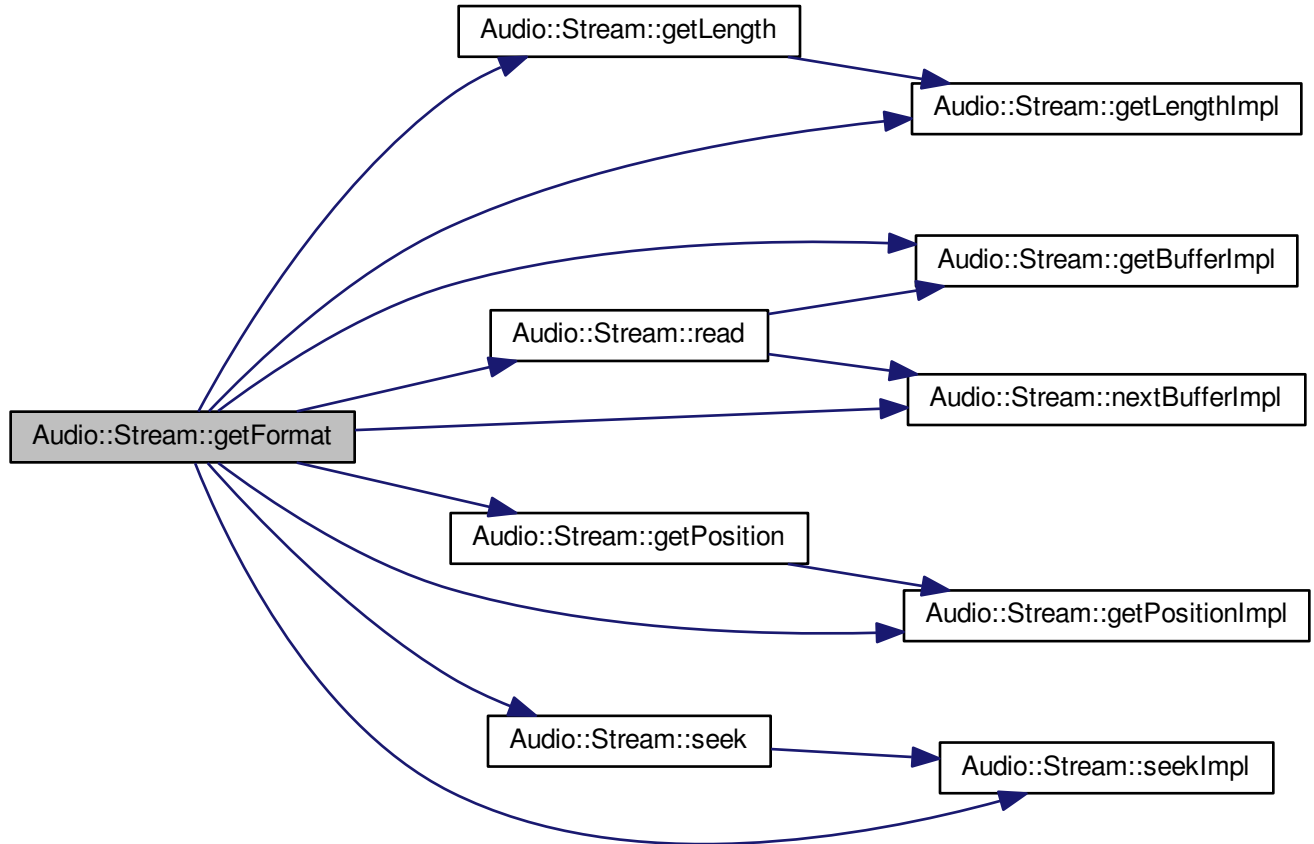 Audio::Stream::getLength
Audio::Stream::getLengthImpl
Audio::Stream::getBufferImpl
Audio::Stream::read
Audio::Stream::nextBufferImpl
Audio::Stream::getFormat
Audio::Stream::getPosition
Audio::Stream::getPositionImpl
Audio::Stream::seek
Audio::Stream::seekImpl